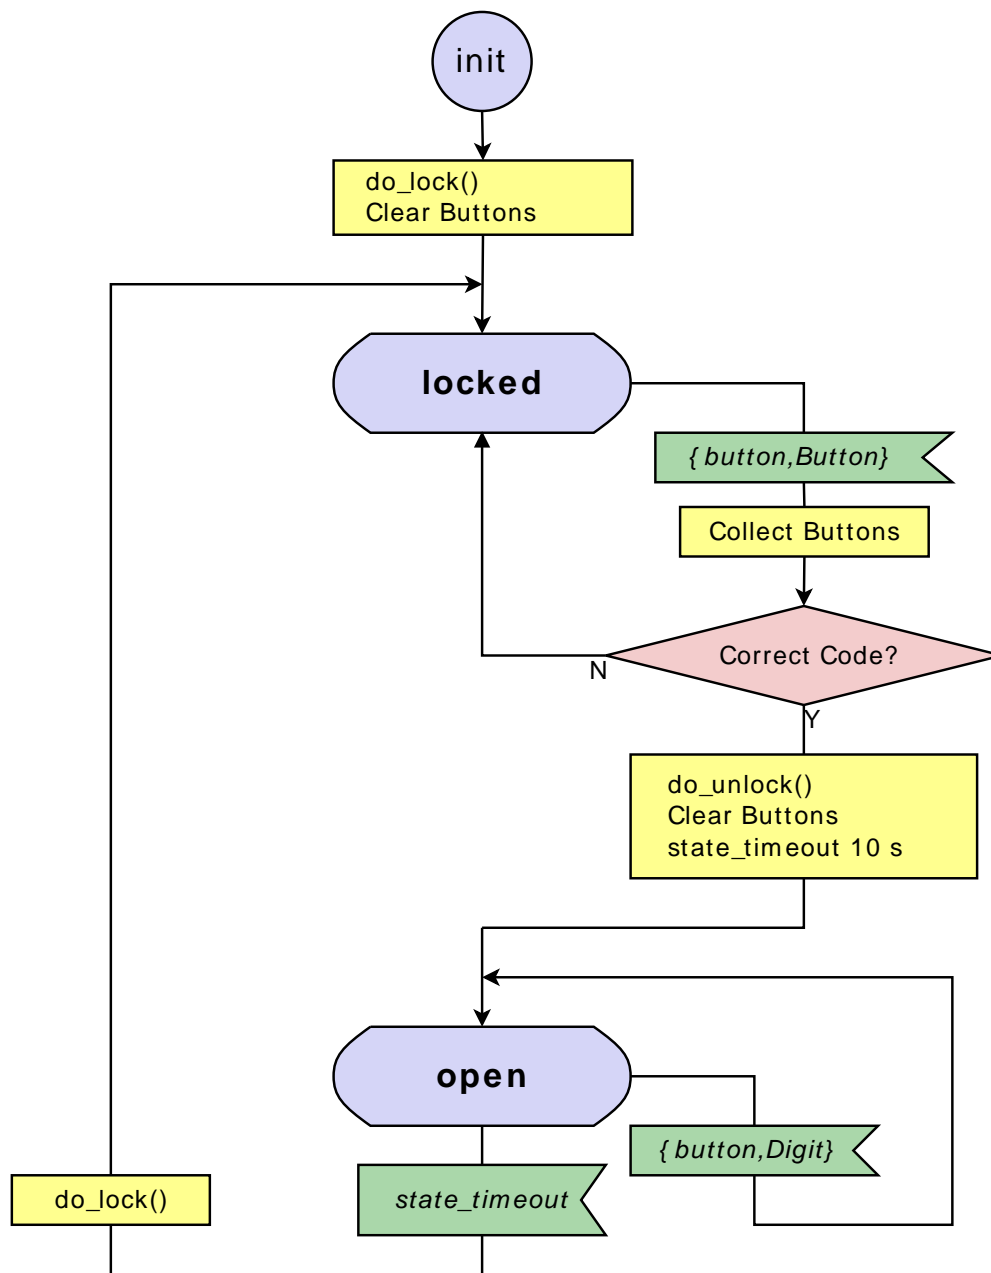 init
do_lock()
Clear Buttons
locked
{button,Button}
Collect Buttons
Correct Code?
N
Y
do_unlock()
Clear Buttons
state_timeout 10 s
open
{button,Digit}
do_lock()
state_timeout